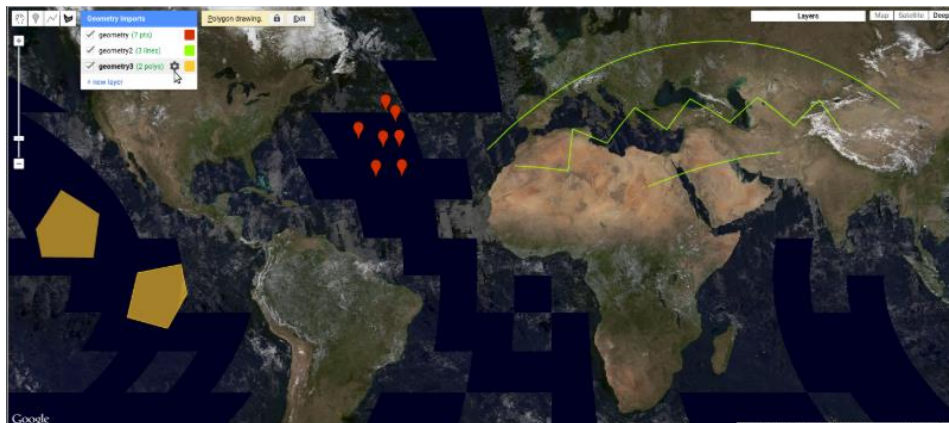 Geometry Imports
geometry (7 pts)
geometry2 (3 lines)
geometry3 (2 polys)
+ new layer
Polygon drawing.
Exit
Layers
Map
Satellite
Deep
Google